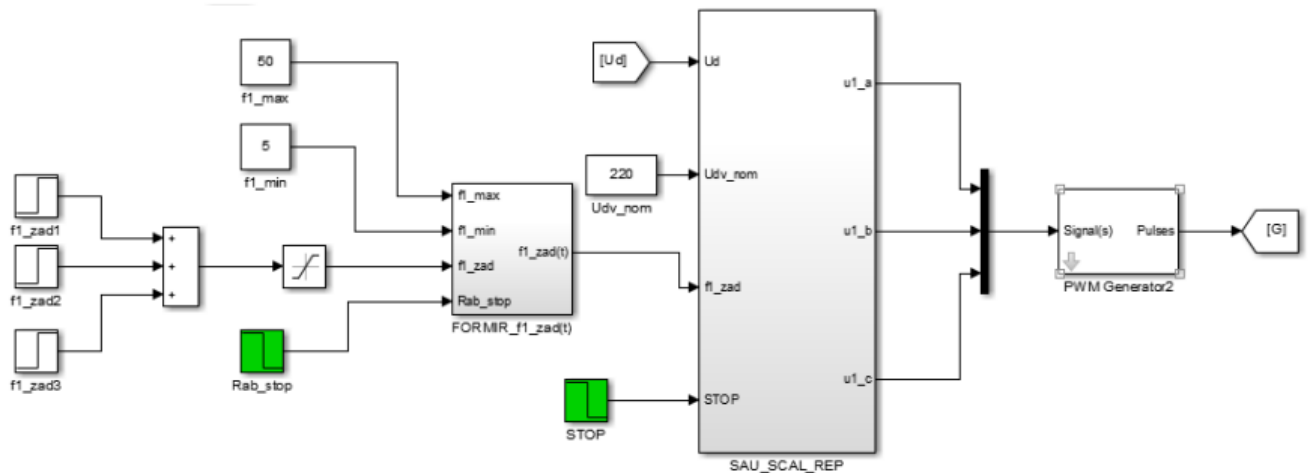 50
f1_max
5
f1_min
f1_zad1
f1_zad2
f1_zad3
+
+
+
Rab_stop
f1_max
f1_min
f1_zad
Rab_stop
f1_zad(t)
FORMIR_f1_zad(t)
[Ud]
220
Udv_nom
STOP
Ud
Udv_nom
f1_zad
STOP
u1_a
u1_b
u1_c
SAU_SCAL_REP
Signal(s)
Pulses
PWM Generator2
[G]